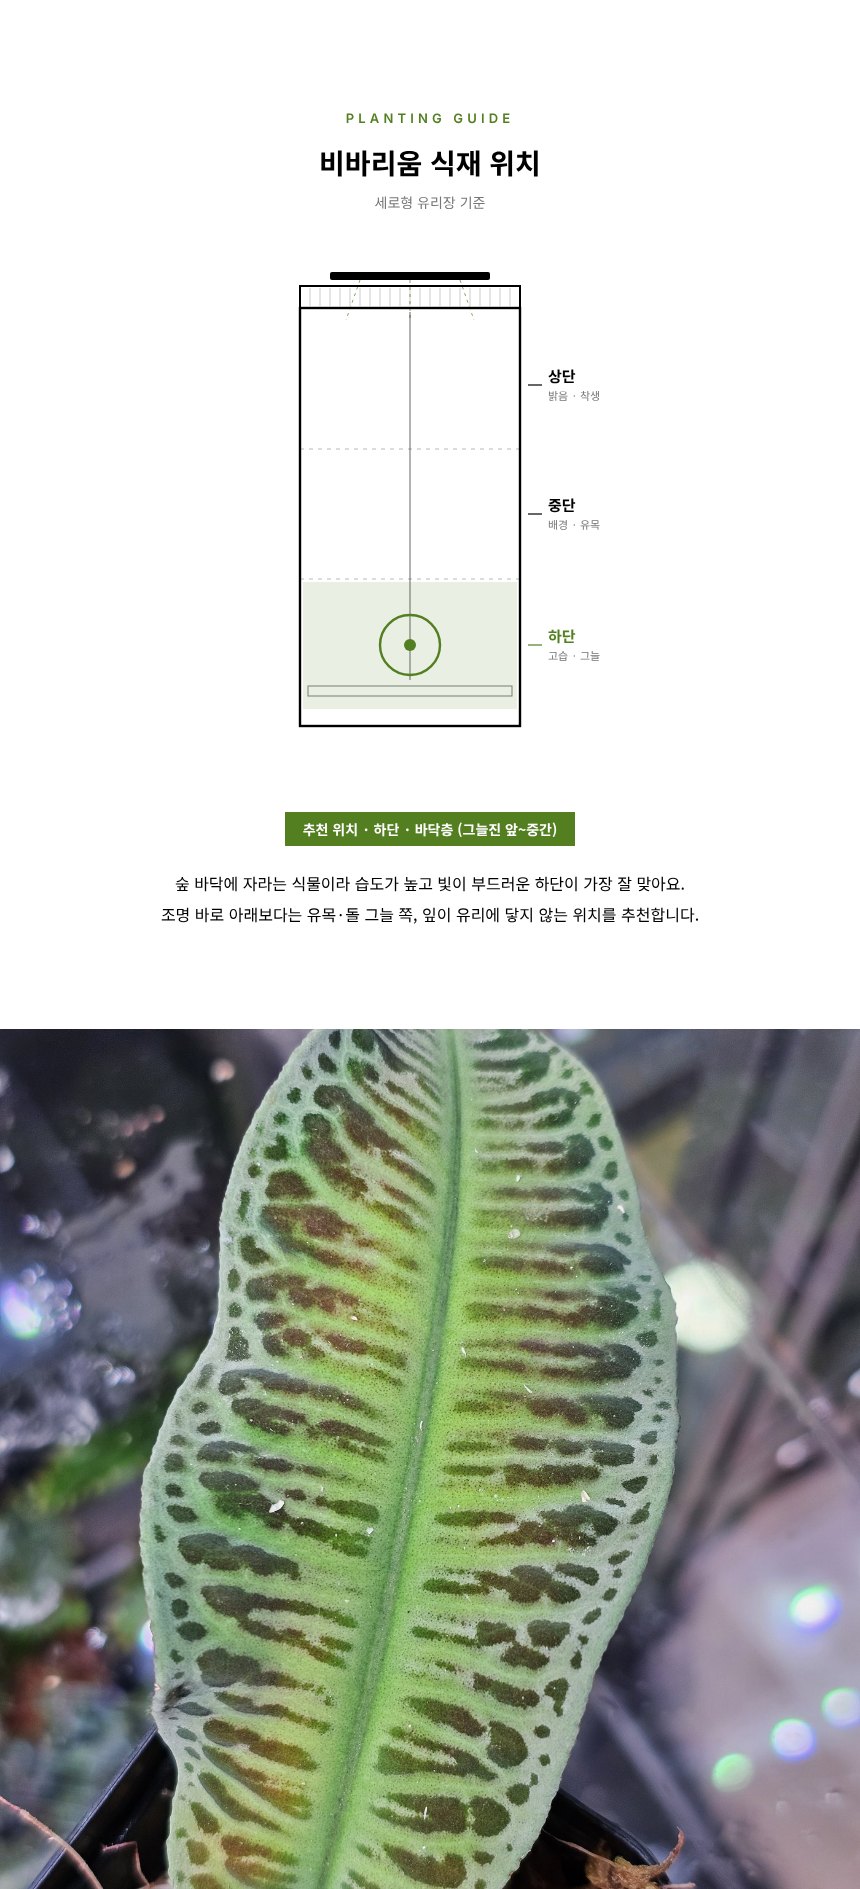 PLANTING GUIDE
비바리움 식재 위치
세로형 유리장 기준
상단
밝음 · 착생
중단
배경 · 유목
하단
고습 · 그늘
추천 위치 · 하단 · 바닥층 (그늘진 앞~중간)
숲 바닥에 자라는 식물이라 습도가 높고 빛이 부드러운 하단이 가장 잘 맞아요.
조명 바로 아래보다는 유목·돌 그늘 쪽, 잎이 유리에 닿지 않는 위치를 추천합니다.